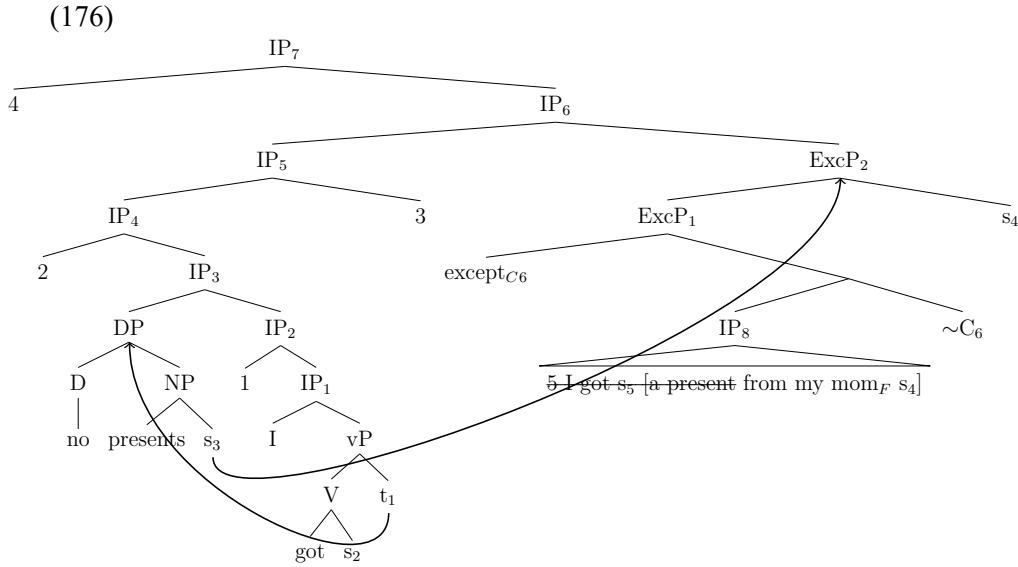 (176)
IP7
4 IP6
IP5 ExcP2
IP4 3 ExcP1 s4
2 IP3 exceptC6
DP IP2 IP8 ~C6
D NP 1 IP1 5 I got s5 [a present from my momF s4]
no presents s3 I vP
V t1
got s2